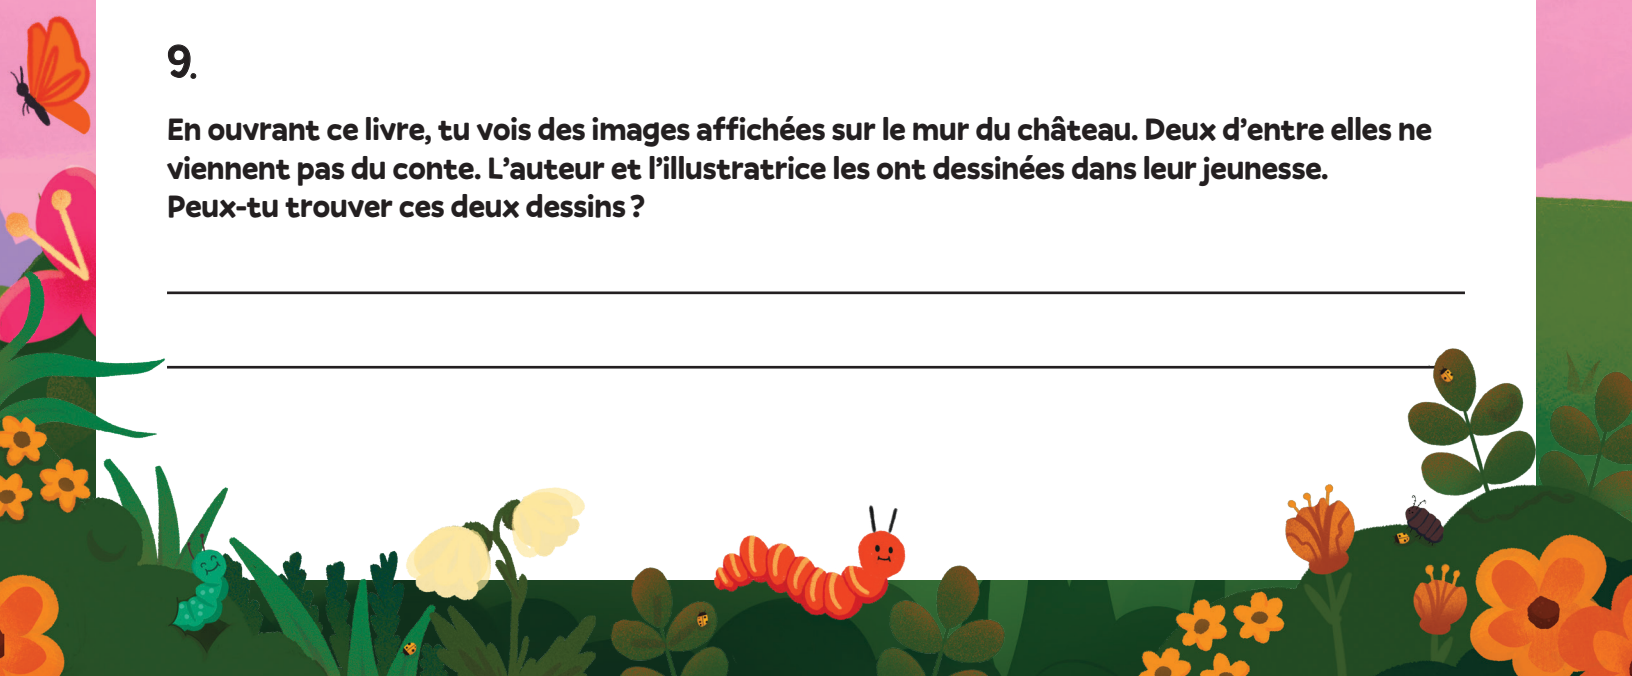 9.
En ouvrant ce livre, tu vois des images affichées sur le mur du château. Deux d’entre elles ne
viennent pas du conte. L’auteur et l’illustratrice les ont dessinées dans leur jeunesse.
Peux-tu trouver ces deux dessins ?